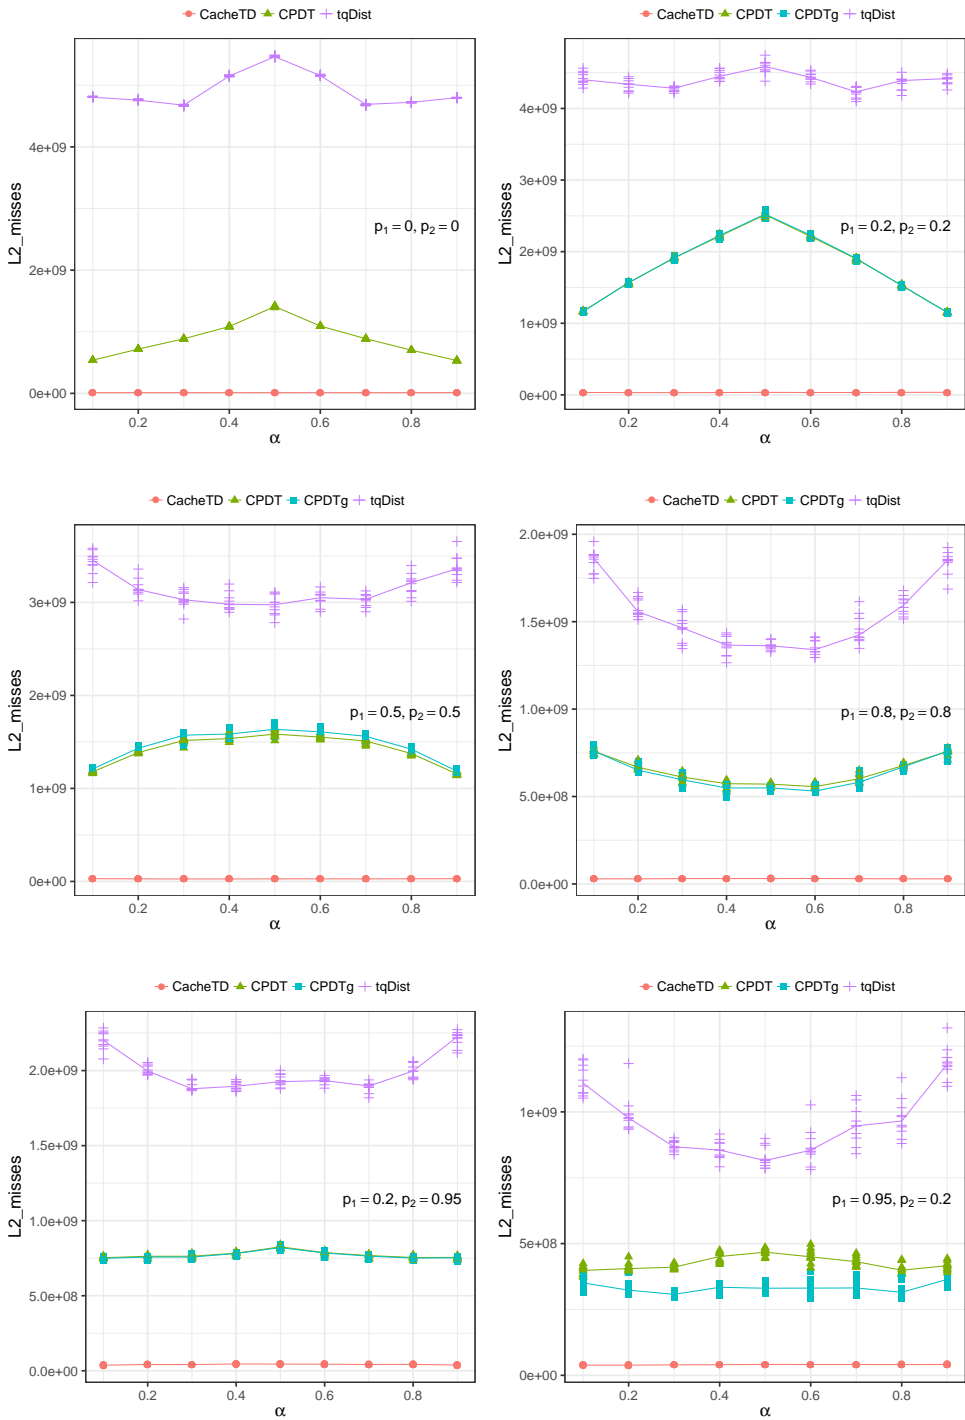 CacheTD CPDT tqDist
4e+09
2e+09
0e+00
L2_misses
p1 = 0, p2 = 0
0.2 0.4 0.6 0.8
α
CacheTD CPDT CPDTg tqDist
4e+09
3e+09
2e+09
1e+09
0e+00
L2_misses
p1 = 0.2, p2 = 0.2
0.2 0.4 0.6 0.8
α
CacheTD CPDT CPDTg tqDist
3e+09
2e+09
1e+09
0e+00
L2_misses
p1 = 0.5, p2 = 0.5
0.2 0.4 0.6 0.8
α
CacheTD CPDT CPDTg tqDist
2.0e+09
1.5e+09
1.0e+09
5.0e+08
0.0e+00
L2_misses
p1 = 0.8, p2 = 0.8
0.2 0.4 0.6 0.8
α
CacheTD CPDT CPDTg tqDist
2.0e+09
1.5e+09
1.0e+09
5.0e+08
0.0e+00
L2_misses
p1 = 0.2, p2 = 0.95
0.2 0.4 0.6 0.8
α
CacheTD CPDT CPDTg tqDist
1e+09
5e+08
0e+00
L2_misses
p1 = 0.95, p2 = 0.2
0.2 0.4 0.6 0.8
α